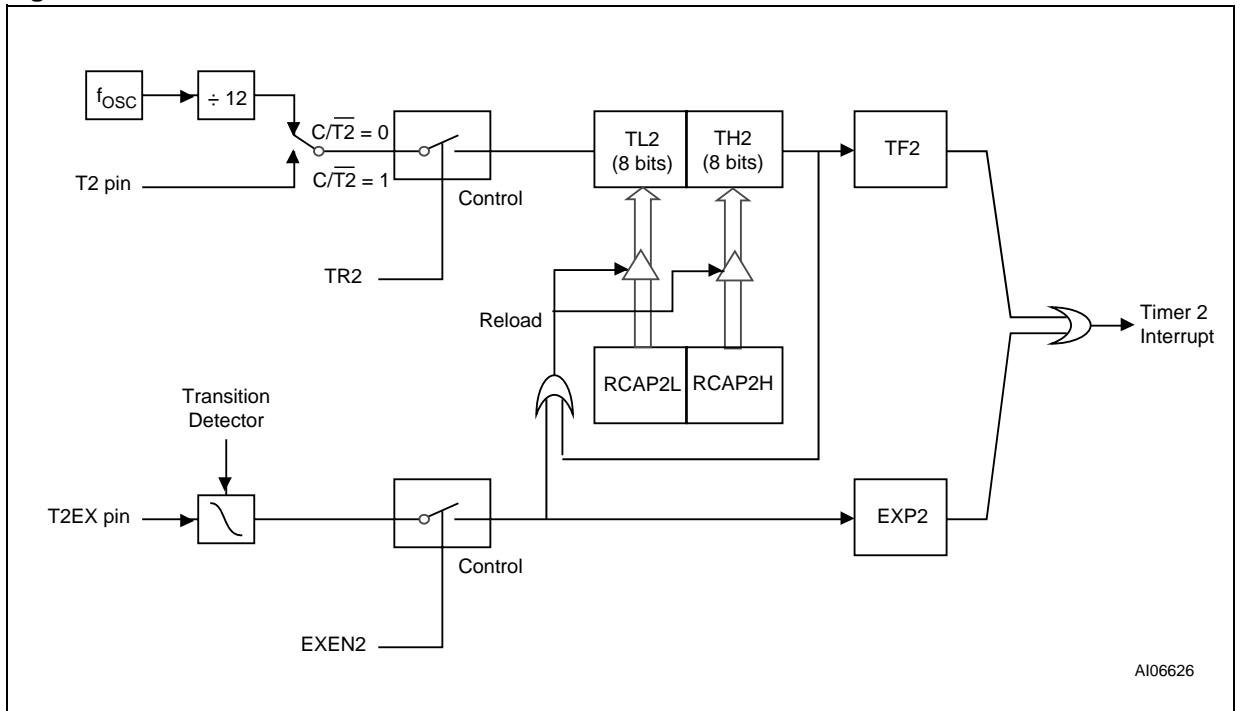 fOSC
÷ 12
C/T2 = 0
C/T2 = 1
T2 pin
Control
TR2
TL2
(8 bits)
TH2
(8 bits)
TF2
Reload
RCAP2L
RCAP2H
Timer 2
Interrupt
Transition
Detector
T2EX pin
Control
EXP2
EXEN2
AI06626